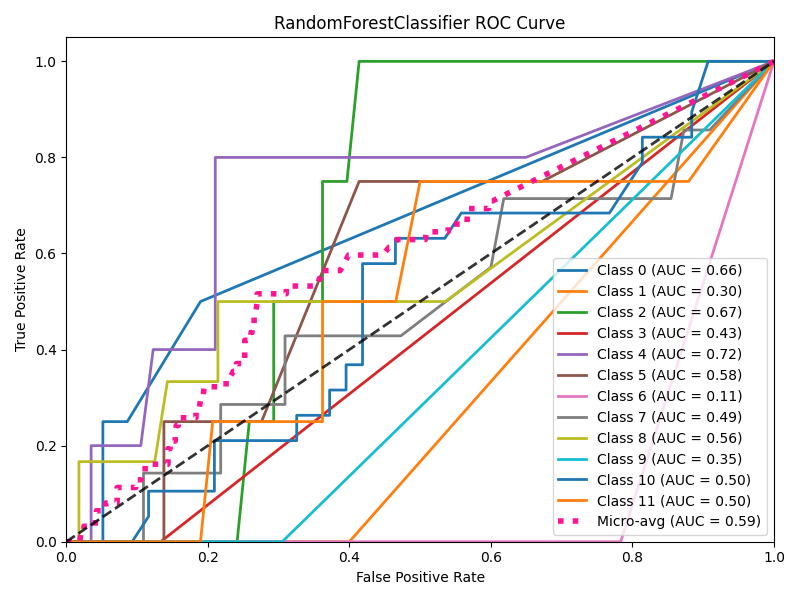 RandomForestClassifier ROC Curve
True Positive Rate
1.0
0.8
0.6
0.4
0.2
0.0
Class 0 (AUC = 0.66)
Class 1 (AUC = 0.30)
Class 2 (AUC = 0.67)
Class 3 (AUC = 0.43)
Class 4 (AUC = 0.72)
Class 5 (AUC = 0.58)
Class 6 (AUC = 0.11)
Class 7 (AUC = 0.49)
Class 8 (AUC = 0.56)
Class 9 (AUC = 0.35)
Class 10 (AUC = 0.50)
Class 11 (AUC = 0.50)
Micro-avg (AUC = 0.59)
0.0 0.2 0.4 0.6 0.8 1.0
False Positive Rate